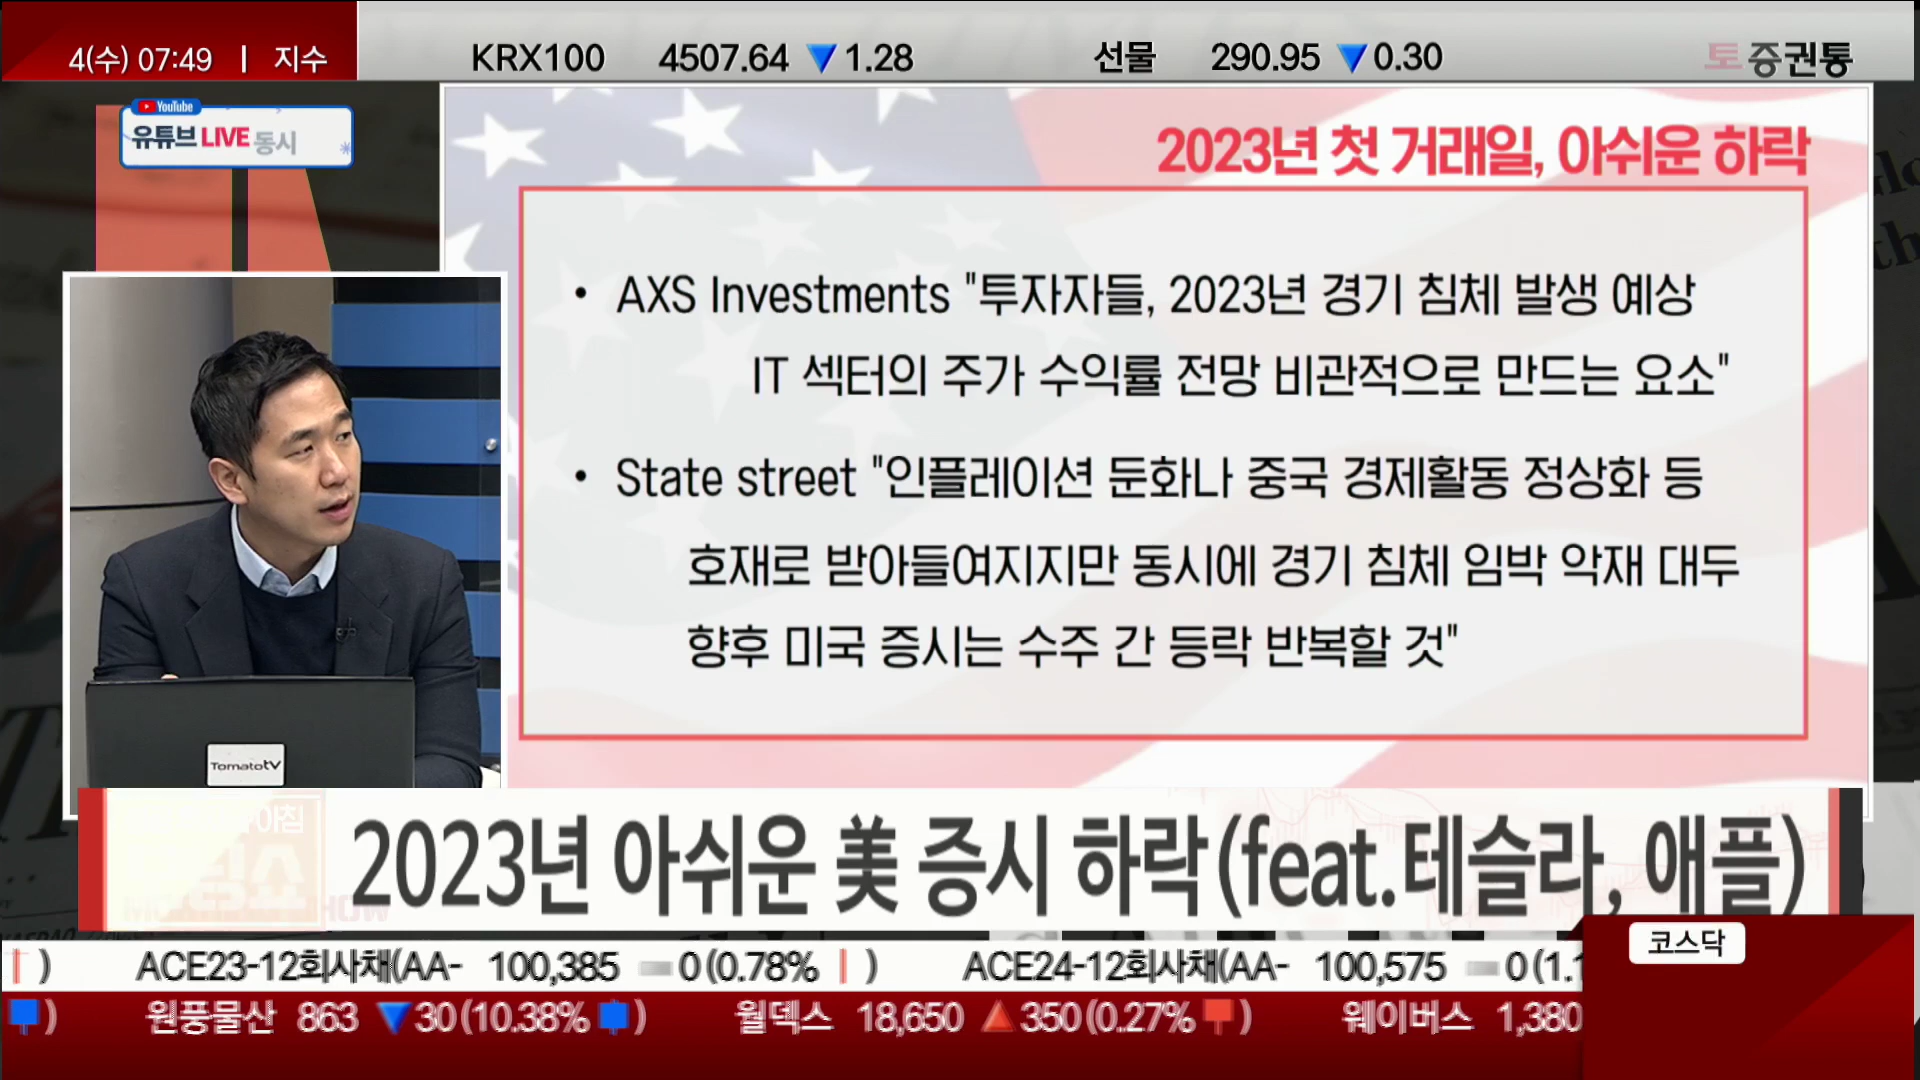 4(수) 07:49 | 지수
KRX100 4507.64 ▼1.28 선물 290.95 ▼0.30
증권통
YouTube
유튜브 LIVE 동시
2023년 첫 거래일, 아쉬운 하락
• AXS Investments "투자자들, 2023년 경기 침체 발생 예상
IT 섹터의 주가 수익률 전망 비관적으로 만드는 요소"
• State street "인플레이션 둔화나 중국 경제활동 정상화 등
호재로 받아들여지지만 동시에 경기 침체 임박 악재 대두
향후 미국 증시는 수주 간 등락 반복할 것"
TomatoTV
2023년 아쉬운 美 증시 하락(feat.테슬라, 애플)
코스닥
) ACE23-12회사채(AA- 100,385 0(0.78% ) ACE24-12회사채(AA- 100,575 0(1.1
) 원풍물산 863 ▼30(10.38% ) 월덱스 18,650 ▲350(0.27% ) 웨이버스 1,380